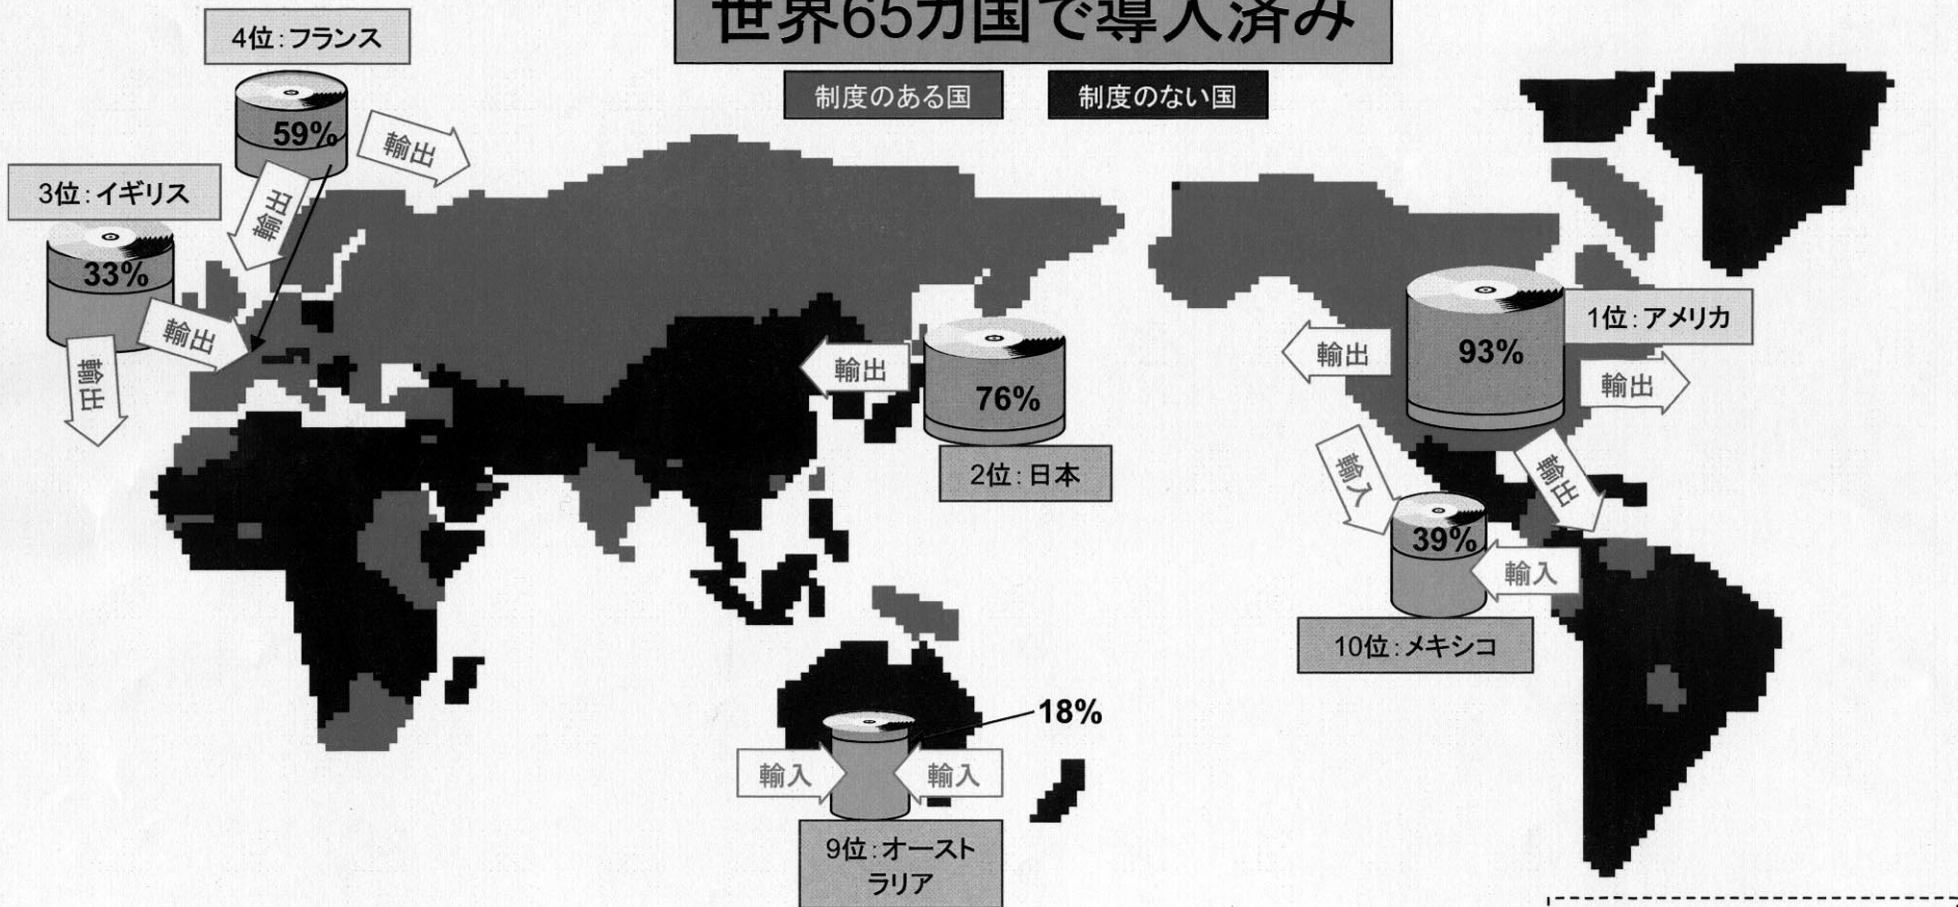 世界65カ国で導入済み
制度のある国
制度のない国
4位：フランス
59%
輸出
輸出
3位：イギリス
33%
輸出
輸出
輸出
76%
2位：日本
1位：アメリカ
93%
輸出
輸出
輸入
輸出
39%
輸入
10位：メキシコ
18%
輸入
輸入
9位：オースト
ラリア